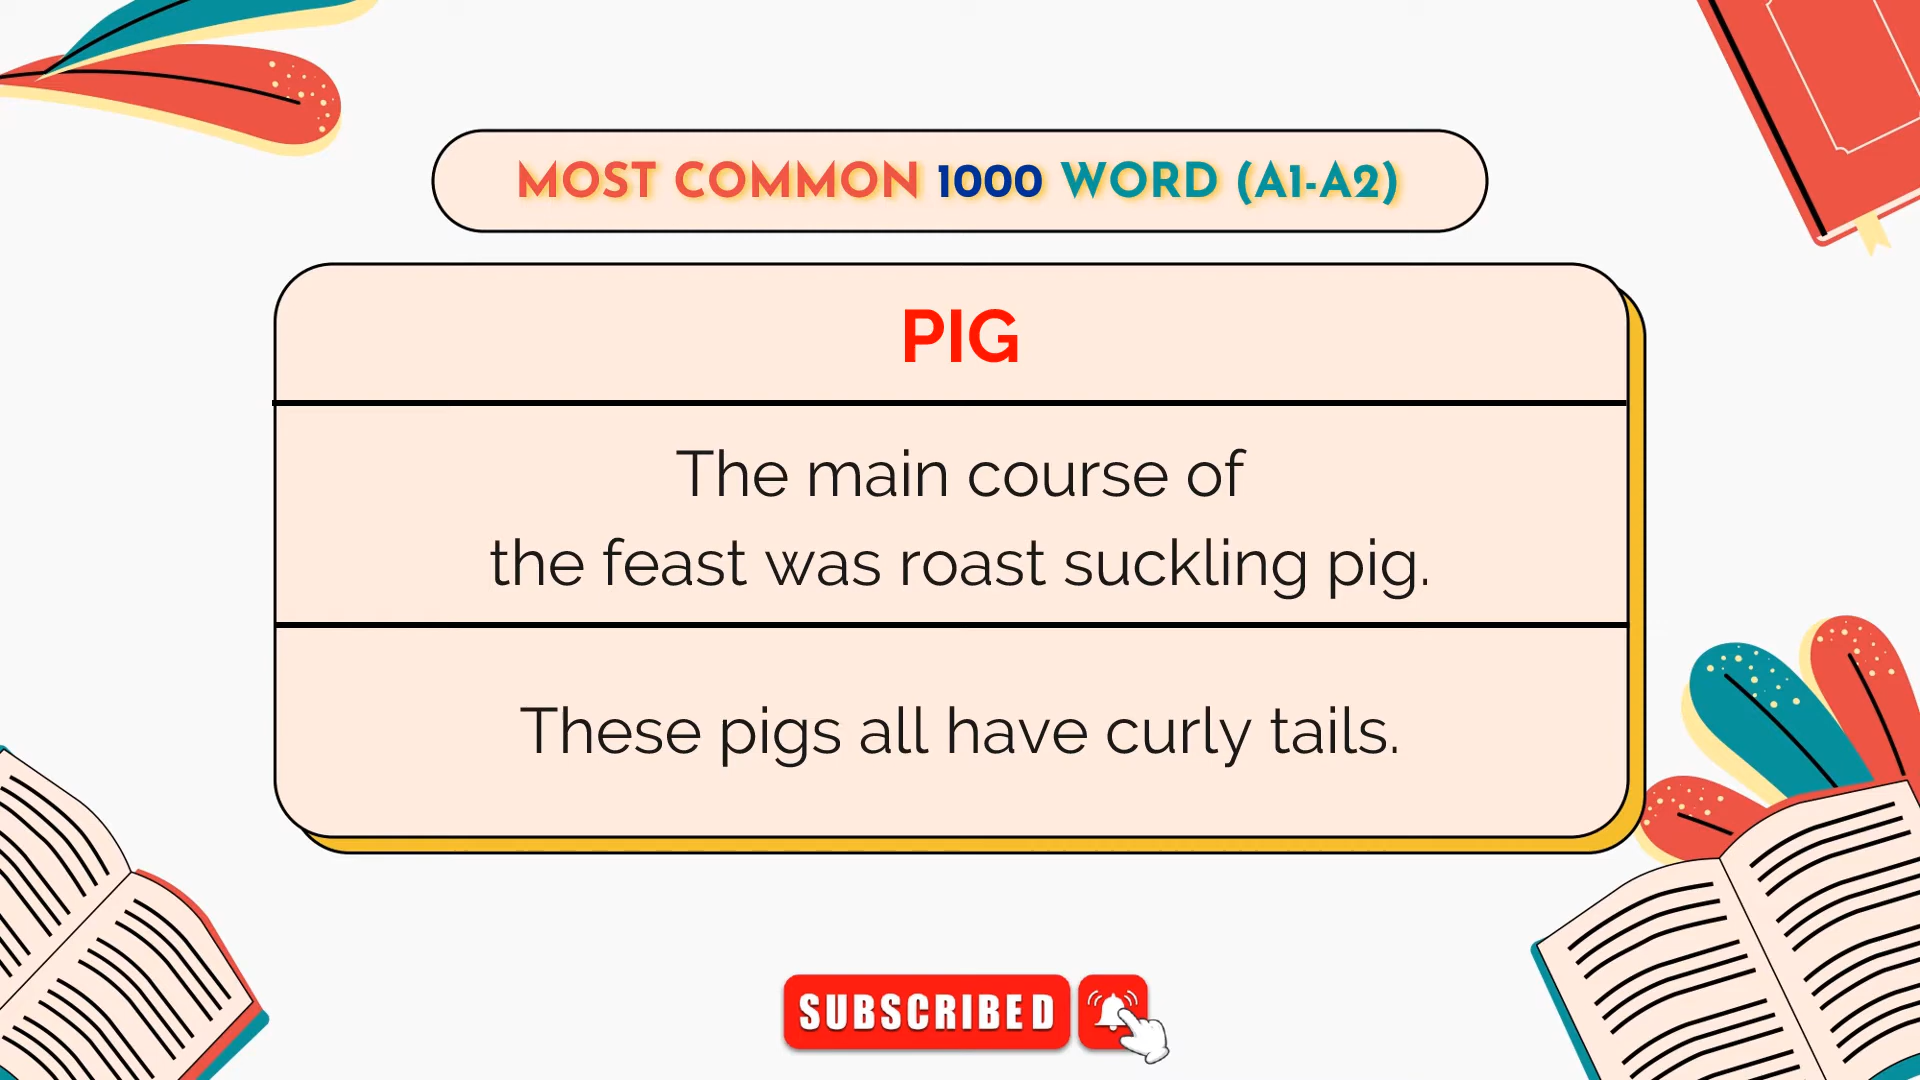 MOST COMMON 1000 WORD (A1-A2)
PIG
The main course of
the feast was roast suckling pig.
These pigs all have curly tails.
SUBSCRIBED